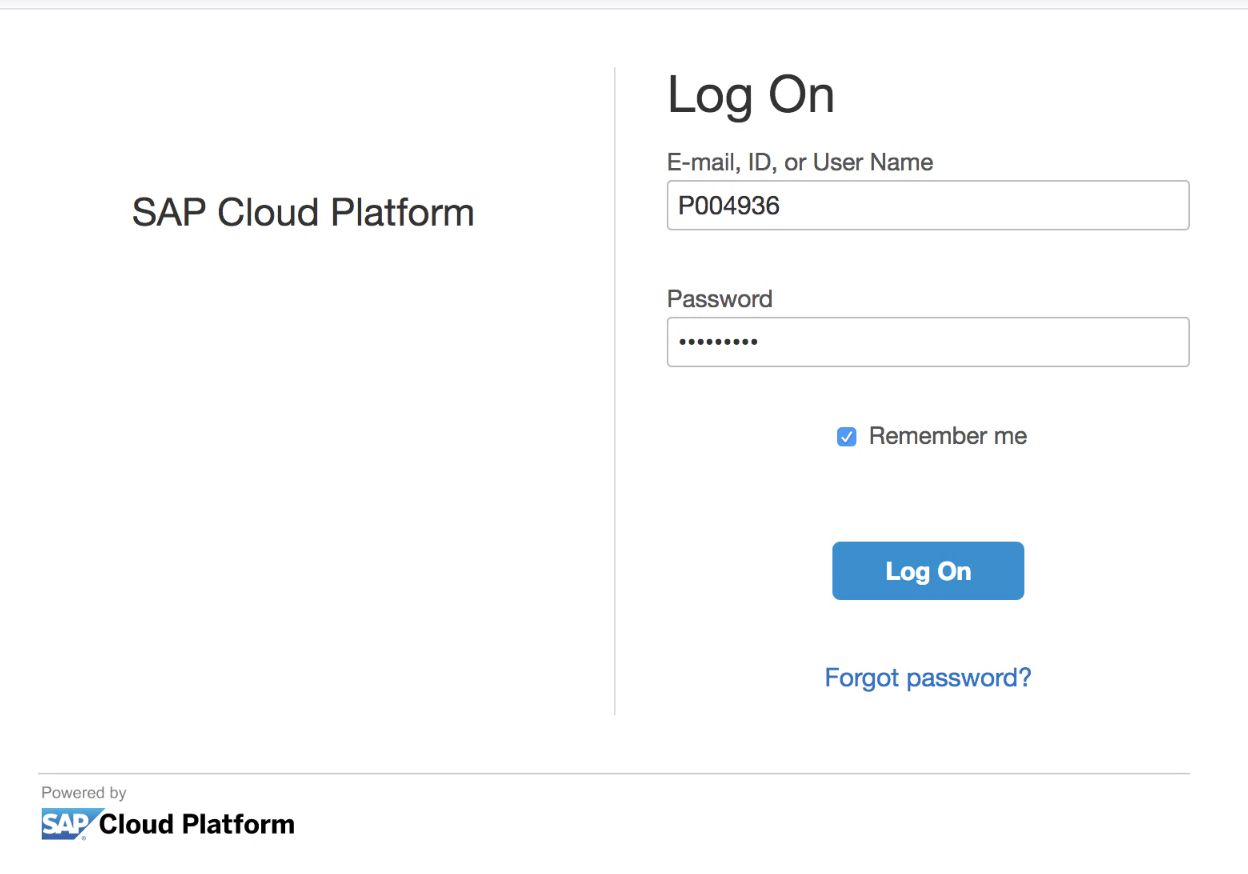 SAP Cloud Platform
Log On
E-mail, ID, or User Name
P004936
Password
•••••••••
Remember me
Log On
Forgot password?
Powered by
SAP® Cloud Platform